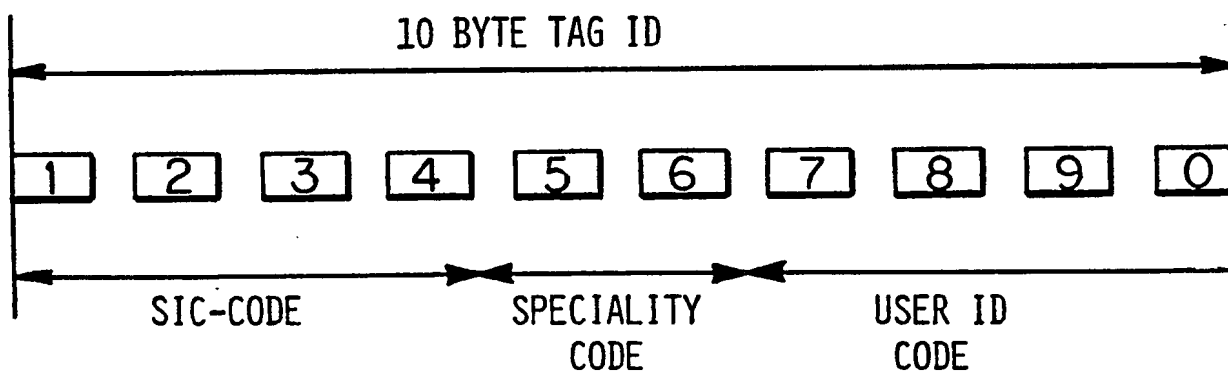 10 BYTE TAG ID
1 2 3 4 5 6 7 8 9 0
SIC-CODE SPECIALITY CODE USER ID CODE